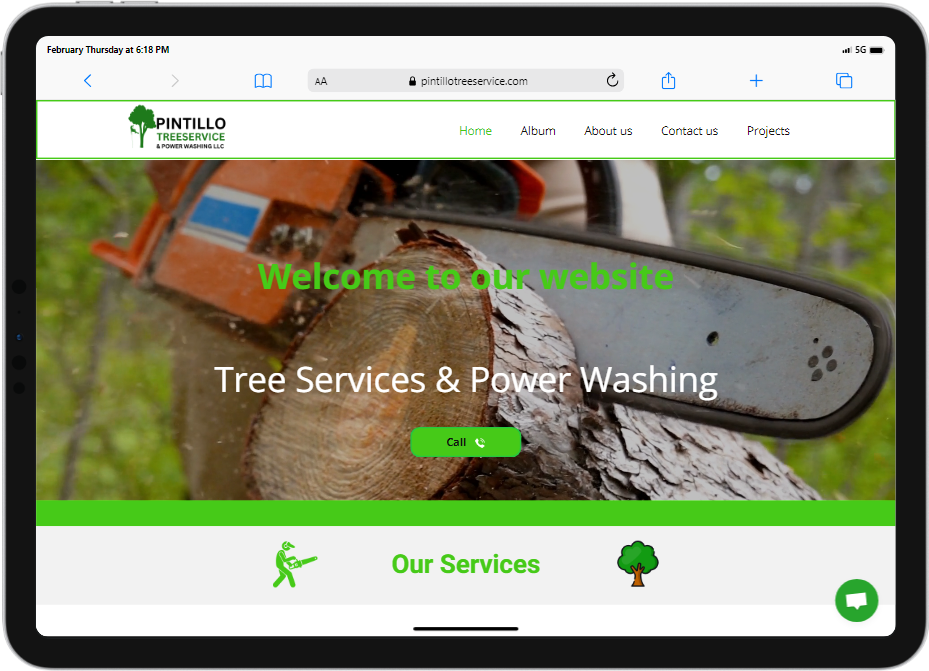 February Thursday at 6:18 PM
5G
AA
pintillotreeservice.com
PINTILLO
TREESERVICE
& POWER WASHING LLC
Home
Album
About us
Contact us
Projects
Welcome to our website
Tree Services & Power Washing
Call
Our Services